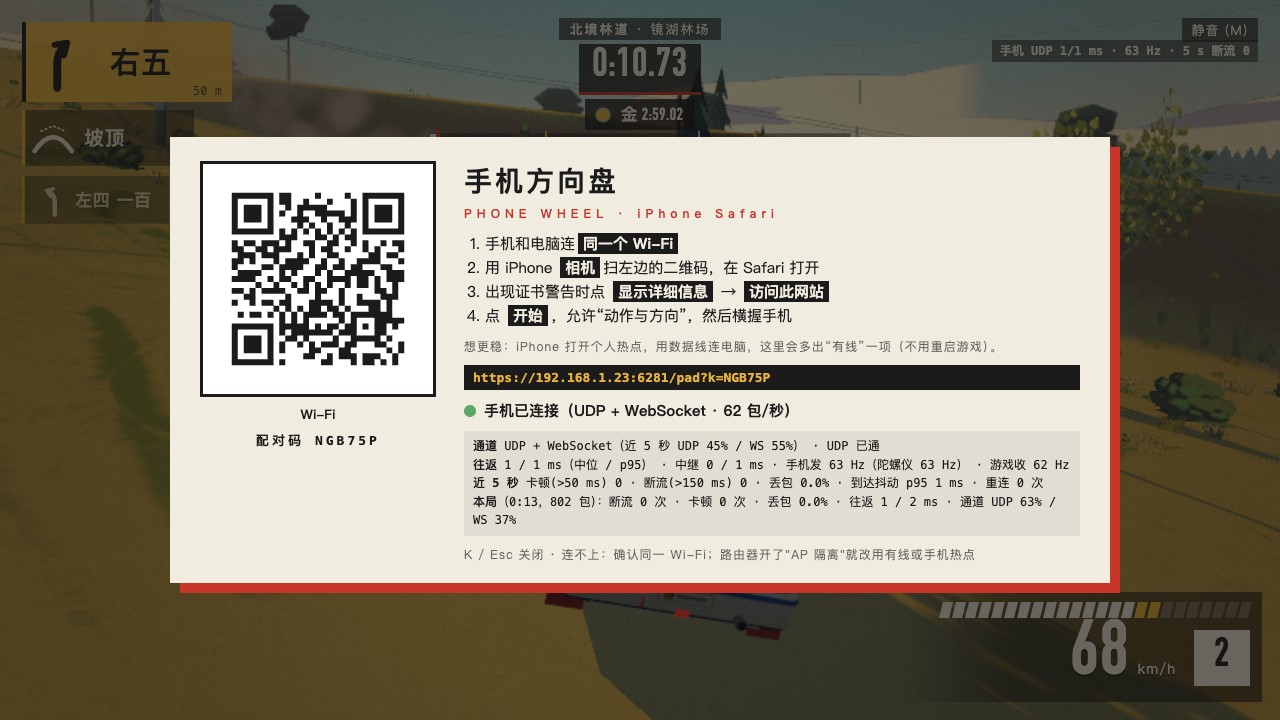 右五
50 m
坡顶
左四 一百
北境林道 · 镜湖林场
0:10.73
金 2:59.02
静音 (M)
手机 UDP 1/1 ms · 63 Hz · 5 s 断流 0
Wi-Fi
配对码 NGB75P
手机方向盘
PHONE WHEEL · iPhone Safari
1. 手机和电脑连 同一个 Wi-Fi
2. 用 iPhone 相机 扫左边的二维码，在 Safari 打开
3. 出现证书警告时点 显示详细信息 → 访问此网站
4. 点 开始，允许“动作与方向”，然后横握手机
想更稳：iPhone 打开个人热点，用数据线连电脑，这里会多出“有线”一项（不用重启游戏）。
https://192.168.1.23:6281/pad?k=NGB75P
手机已连接（UDP + WebSocket · 62 包/秒）
通道 UDP + WebSocket（近 5 秒 UDP 45% / WS 55%） · UDP 已通
往返 1 / 1 ms（中位 / p95） · 中继 0 / 1 ms · 手机发 63 Hz（陀螺仪 63 Hz） · 游戏收 62 Hz
近 5 秒 卡顿(>50 ms) 0 · 断流(>150 ms) 0 · 丢包 0.0% · 到达抖动 p95 1 ms · 重连 0 次
本局（0:13，802 包）：断流 0 次 · 卡顿 0 次 · 丢包 0.0% · 往返 1 / 2 ms · 通道 UDP 63% /
WS 37%
K / Esc 关闭 · 连不上：确认同一 Wi-Fi；路由器开了"AP 隔离"就改用有线或手机热点
68 km/h
2